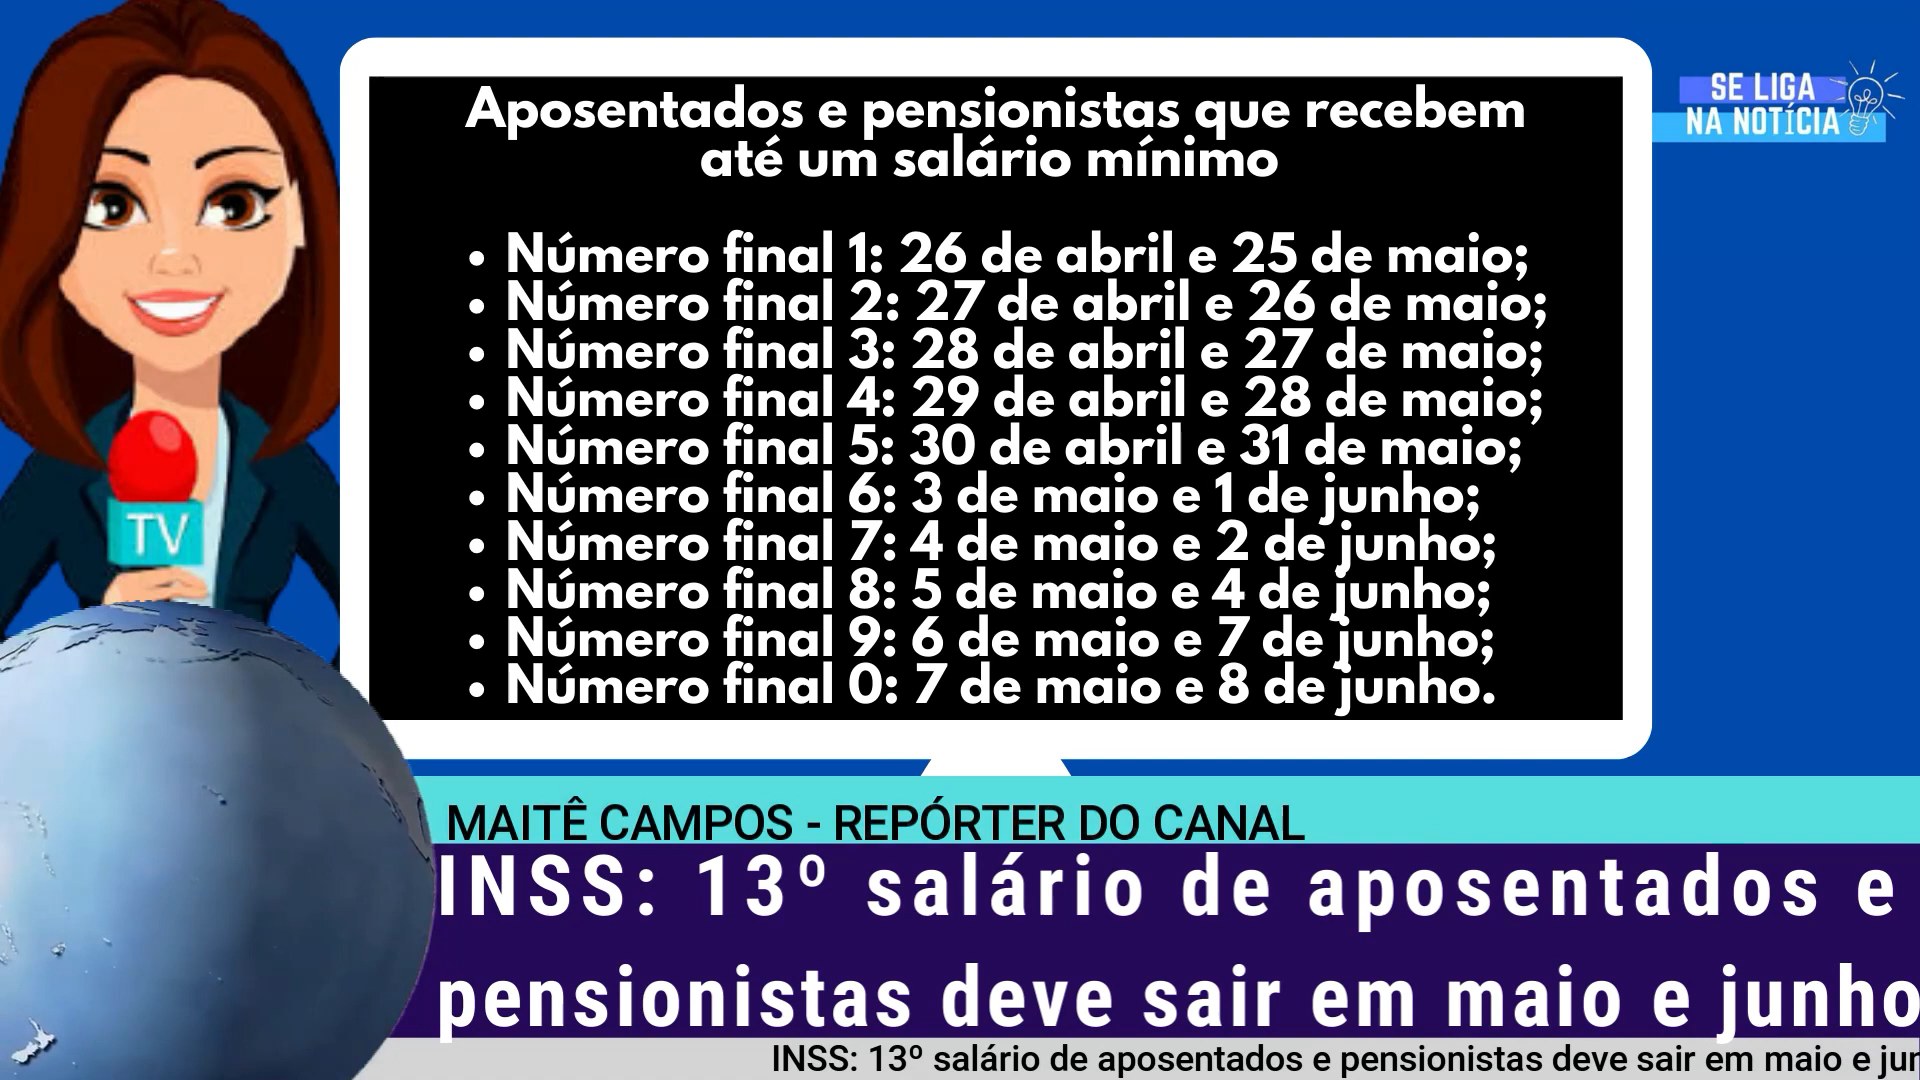 Aposentados e pensionistas que recebem
até um salário mínimo
SE LIGA
NA NOTÍCIA
• Número final 1: 26 de abril e 25 de maio;
• Número final 2: 27 de abril e 26 de maio;
• Número final 3: 28 de abril e 27 de maio;
• Número final 4: 29 de abril e 28 de maio;
• Número final 5: 30 de abril e 31 de maio;
• Número final 6: 3 de maio e 1 de junho;
• Número final 7: 4 de maio e 2 de junho;
• Número final 8: 5 de maio e 4 de junho;
• Número final 9: 6 de maio e 7 de junho;
• Número final 0: 7 de maio e 8 de junho.
TV
MAITÊ CAMPOS - REPÓRTER DO CANAL
INSS: 13º salário de aposentados e
pensionistas deve sair em maio e junho
INSS: 13º salário de aposentados e pensionistas deve sair em maio e jun